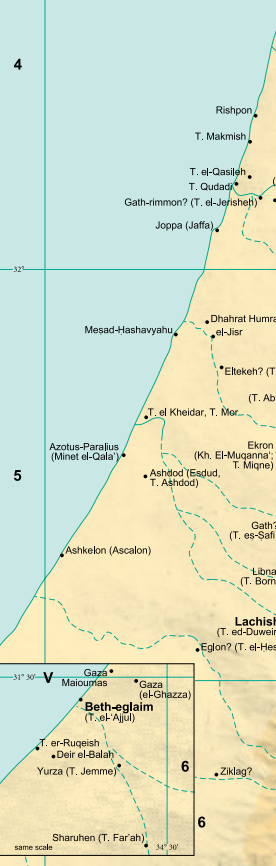 4
Rishpon
T. Makmish
T. el-Qasileh
T. Qudadi
(
Gath-rimmon? (T. el-Jerisheh)
Joppa (Jaffa)
32°
Dhahrat Humra
Meṣad-Hashavyahu
el-Jisr
Eltekeh? (T
(T. Ab
T. el Kheidar, T. Mor
Azotus-Paralius
(Minet el-Qala')
Ekron
(Kh. El-Muqanna';
T. Miqne)
5
Ashdod (Esdud,
T. Ashdod)
Gath?
(T. eṣ-Ṣafi
Ashkelon (Ascalon)
Libna
(T. Born
Lachish
(T. ed-Duweir
Eglon? (T. el-Hes
31° 30'
V
Gaza
Maioumas
Gaza
(el-Ghazza)
Beth-eglaim
(T. el-'Ajjul)
T. er-Ruqeish
Deir el-Balah
Yurza (T. Jemme)
6
Ziklag?
6
Sharuhen (T. Far'ah)
same scale
34° 30'